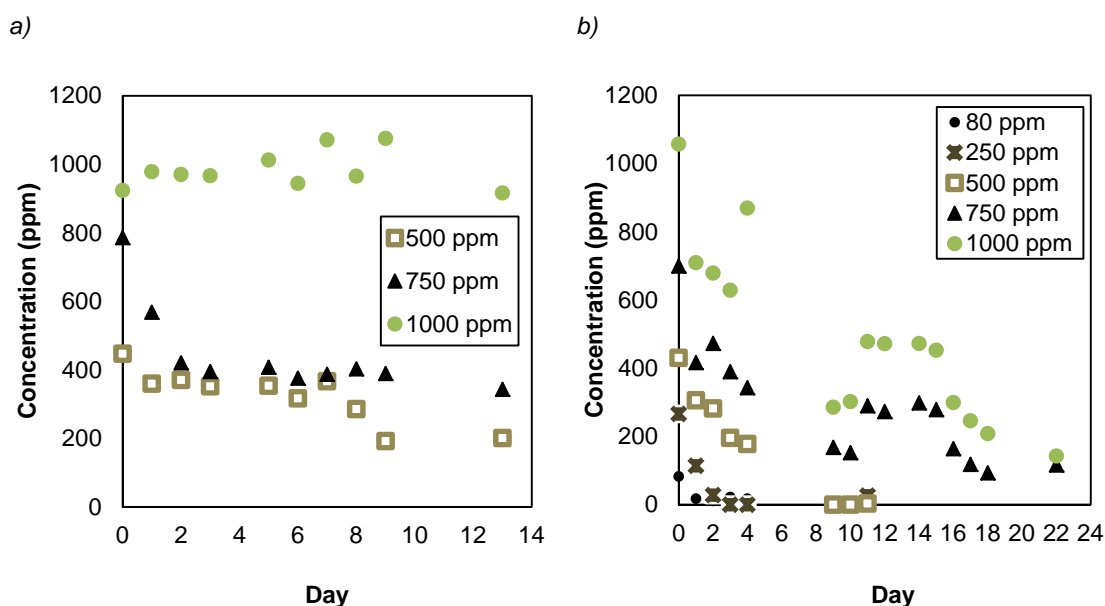 a)
b)
1200
1000
800
600
400
200
0
Concentration (ppm)
0 2 4 6 8 10 12 14
Day
500 ppm
750 ppm
1000 ppm
1200
1000
800
600
400
200
0
Concentration (ppm)
0 2 4 6 8 10 12 14 16 18 20 22 24
Day
80 ppm
250 ppm
500 ppm
750 ppm
1000 ppm